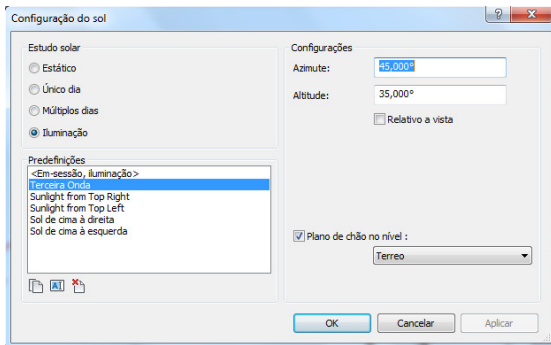 Configuração do sol
Estudo solar
Estático
Único dia
Múltiplos dias
Iluminação
Predefinições
<Em-sessão, iluminação>
Terceira Onda
Sunlight from Top Right
Sunlight from Top Left
Sol de cima à direita
Sol de cima à esquerda
AI
Configurações
Azimute: 45,000°
Altitude: 35,000°
Relativo a vista
Plano de chão no nível :
Terreo
OK Cancelar Aplicar